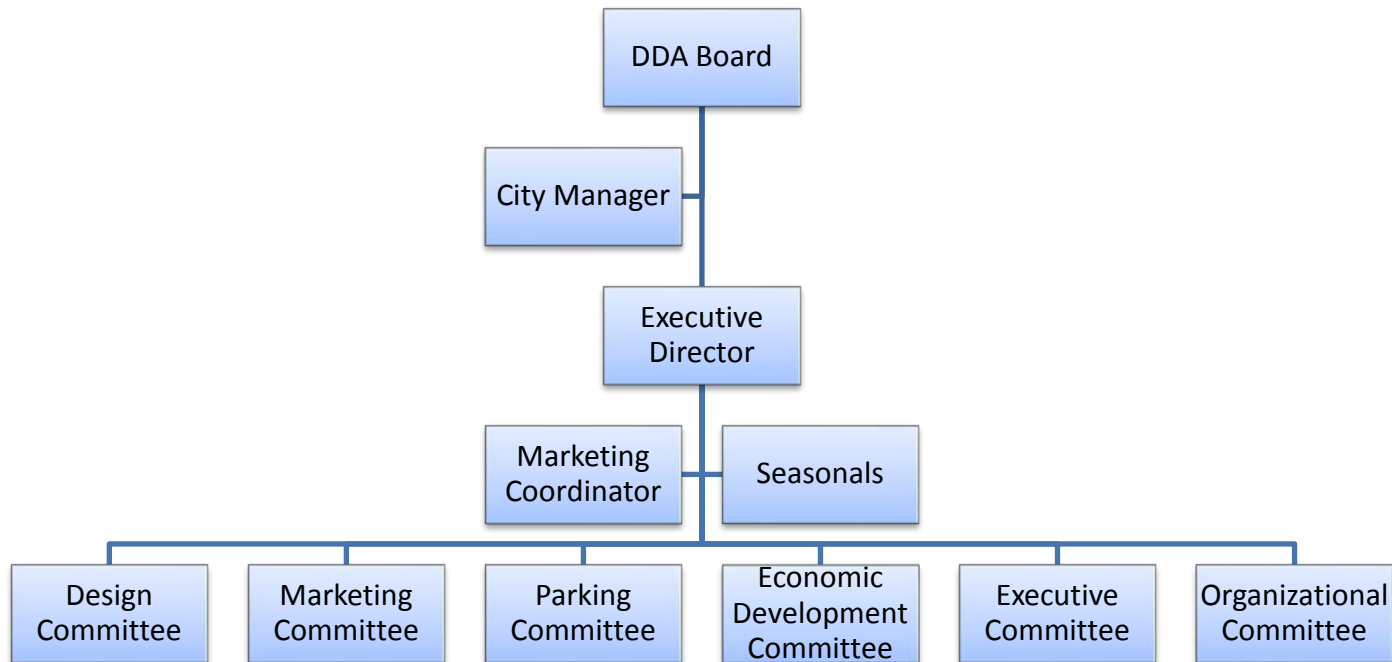 DDA Board
City Manager
Executive
Director
Marketing
Coordinator
Seasonals
Design
Committee
Marketing
Committee
Parking
Committee
Economic
Development
Committee
Executive
Committee
Organizational
Committee